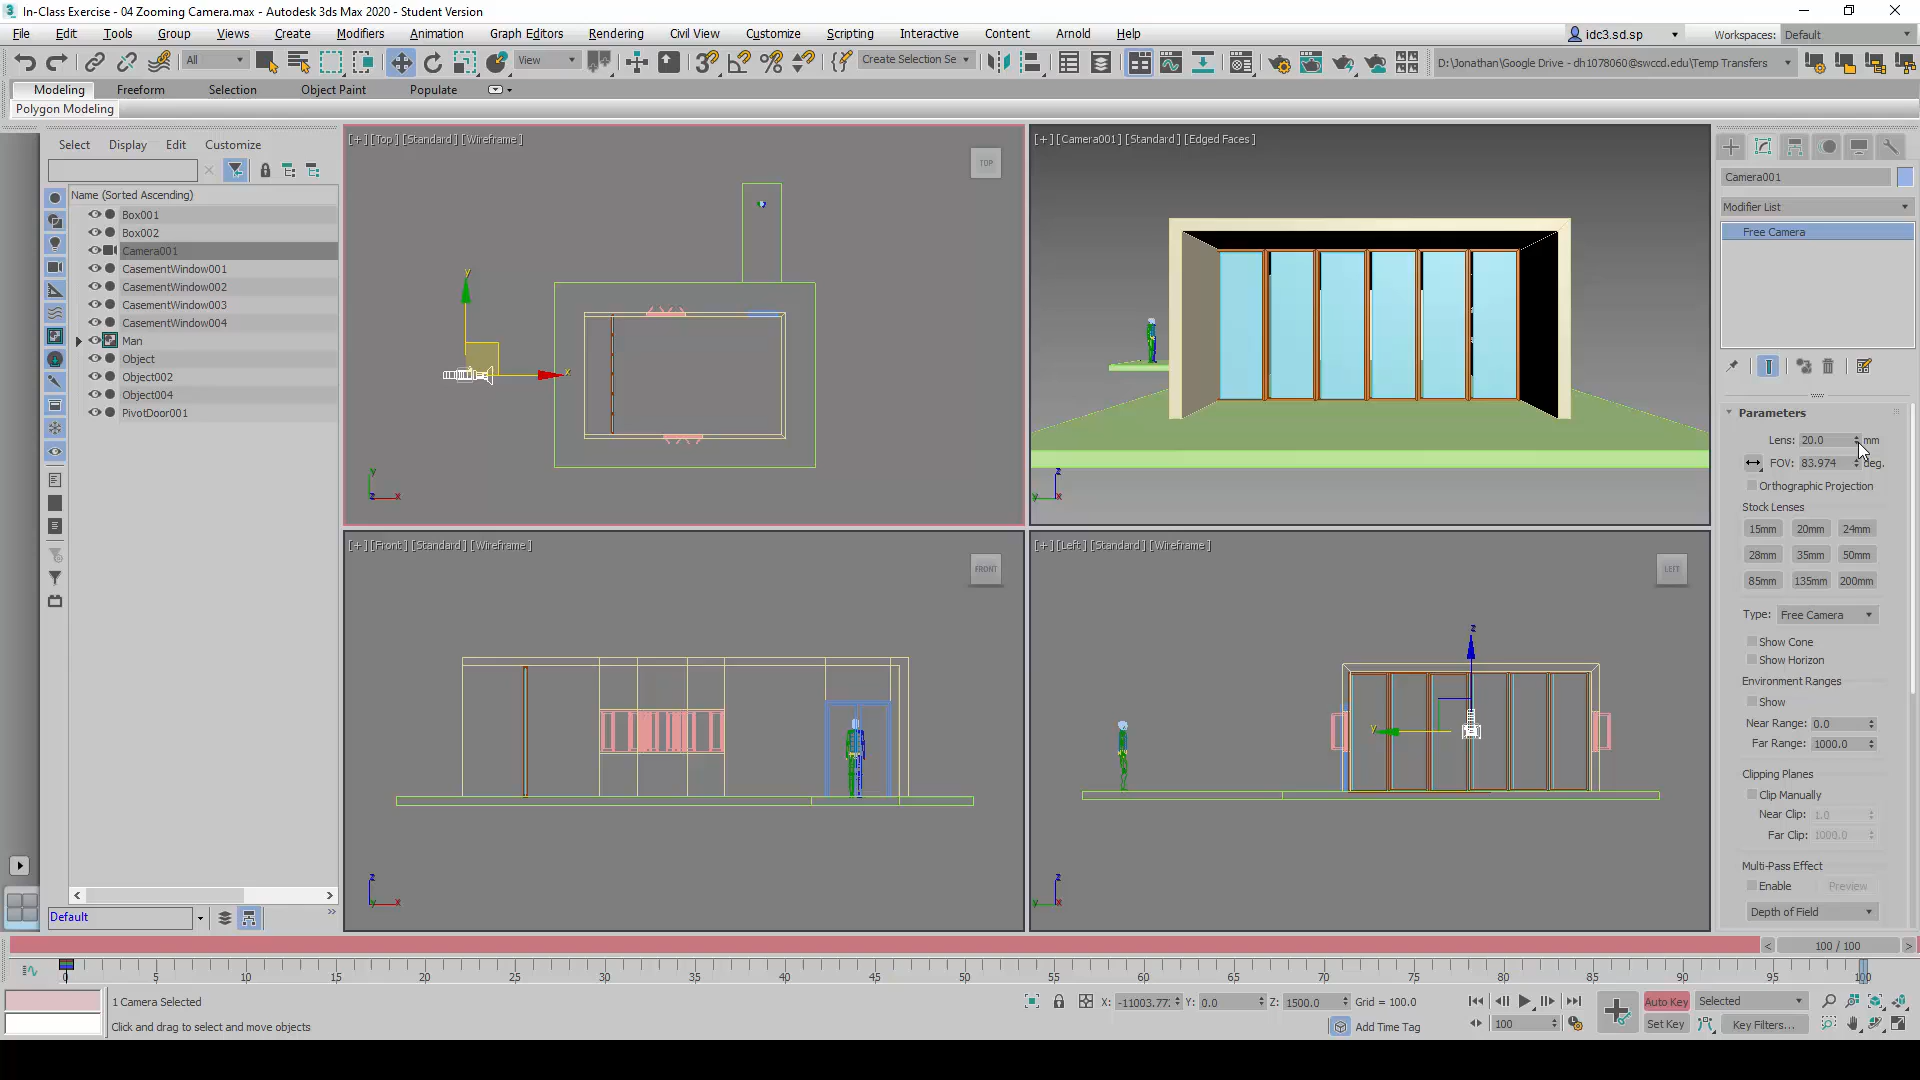 In-Class Exercise - 04 Zooming Camera.max - Autodesk 3ds Max 2020 - Student Version
File Edit Tools Group Views Create Modifiers Animation Graph Editors Rendering Civil View Customize Scripting Interactive Content Arnold Help
idc3.sd.sp Workspaces: Default
All View Create Selection Se D:\Jonathan\Google Drive - dh1078060@swccd.edu\Temp Transfers
Modeling Freeform Selection Object Paint Populate
Polygon Modeling
Select Display Edit Customize
Name (Sorted Ascending)
Box001
Box002
Camera001
CasementWindow001
CasementWindow002
CasementWindow003
CasementWindow004
Man
Object
Object002
Object004
PivotDoor001
Default
[+] [Top] [Standard] [Wireframe]
TOP
y
x
y
z x
[+] [Camera001] [Standard] [Edged Faces]
z
y x
[+] [Front] [Standard] [Wireframe]
FRONT
z
y x
[+] [Left] [Standard] [Wireframe]
LEFT
z
y
z
y x
Camera001
Modifier List
Free Camera
Parameters
Lens: 20.0 mm
FOV: 83.974 deg.
Orthographic Projection
Stock Lenses
15mm 20mm 24mm
28mm 35mm 50mm
85mm 135mm 200mm
Type: Free Camera
Show Cone
Show Horizon
Environment Ranges
Show
Near Range: 0.0
Far Range: 1000.0
Clipping Planes
Clip Manually
Near Clip: 1.0
Far Clip: 1000.0
Multi-Pass Effect
Enable Preview
Depth of Field
100 / 100
0 5 10 15 20 25 30 35 40 45 50 55 60 65 70 75 80 85 90 95 100
1 Camera Selected
Click and drag to select and move objects
X: -11003.77 Y: 0.0 Z: 1500.0 Grid = 100.0
Add Time Tag
100
Auto Key Selected
Set Key Key Filters...